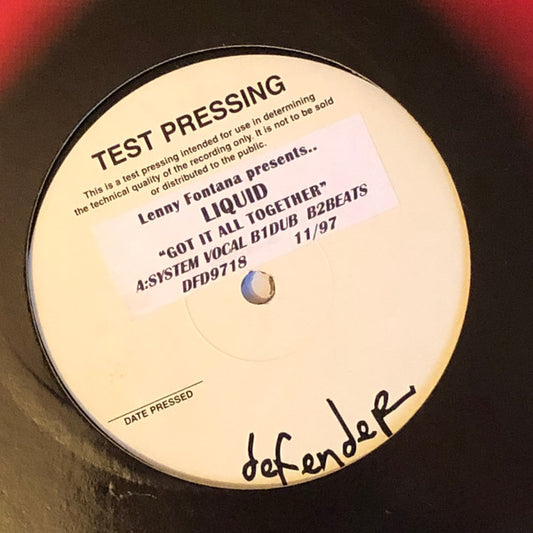 TEST PRESSING
This is a test pressing intended for use in determining
the technical quality of the recording only. It is not to be sold
or distributed to the public.
Lenny Fontana presents..
LIQUID
"GOT IT ALL TOGETHER"
A:SYSTEM VOCAL B1DUB B2BEATS
DFD9718 11/97
DATE PRESSED
defender